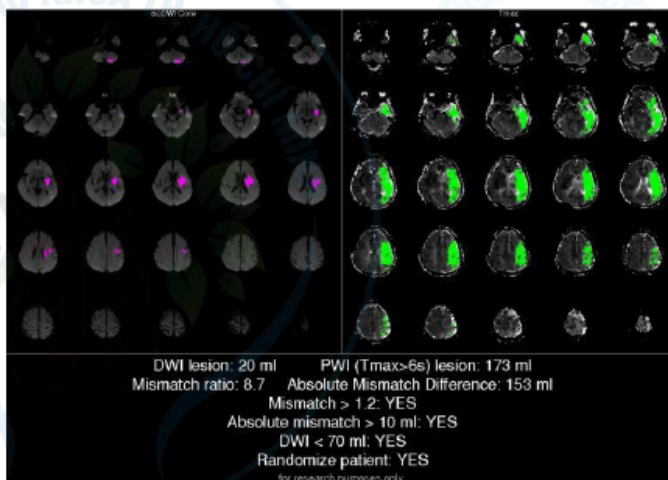 IsoDWI Core
Tmax
DWI lesion: 20 ml PWI (Tmax>6s) lesion: 173 ml
Mismatch ratio: 8.7 Absolute Mismatch Difference: 153 ml
Mismatch > 1.2: YES
Absolute mismatch > 10 ml: YES
DWI < 70 ml: YES
Randomize patient: YES
for research purposes only